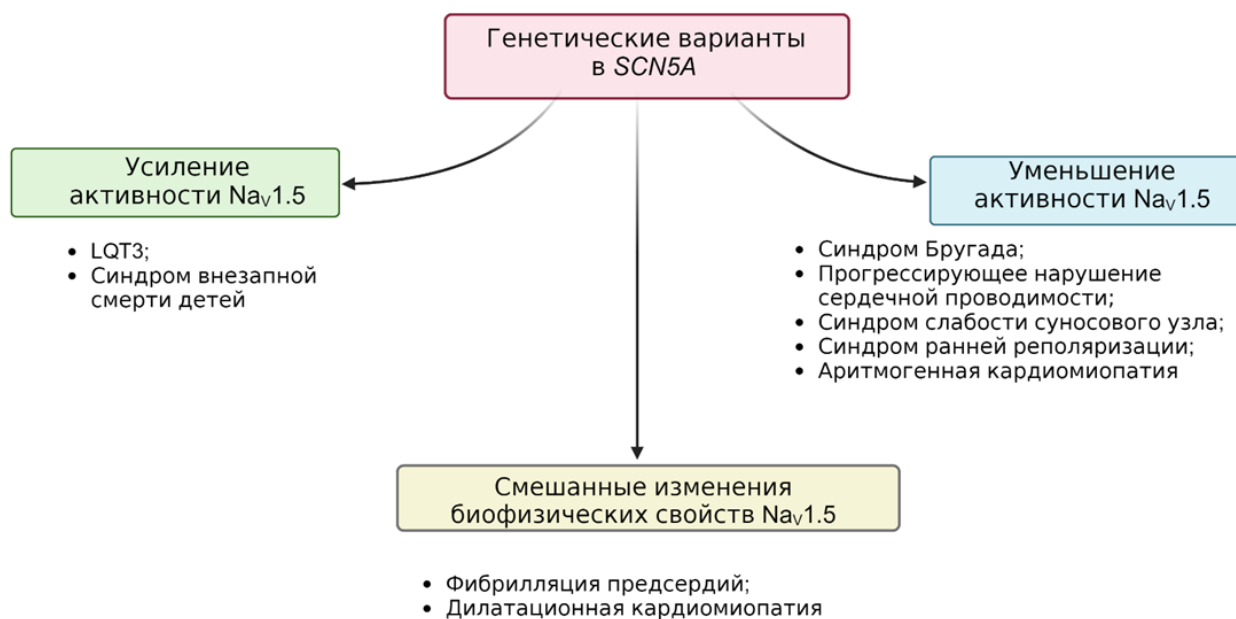 Генетические варианты
в SCN5A
Усиление
активности NaV1.5
• LQT3;
• Синдром внезапной
смерти детей
Уменьшение
активности NaV1.5
• Синдром Бругада;
• Прогрессирующее нарушение
сердечной проводимости;
• Синдром слабости суносового узла;
• Синдром ранней реполяризации;
• Аритмогенная кардиомиопатия
Смешанные изменения
биофизических свойств NaV1.5
• Фибрилляция предсердий;
• Дилатационная кардиомиопатия